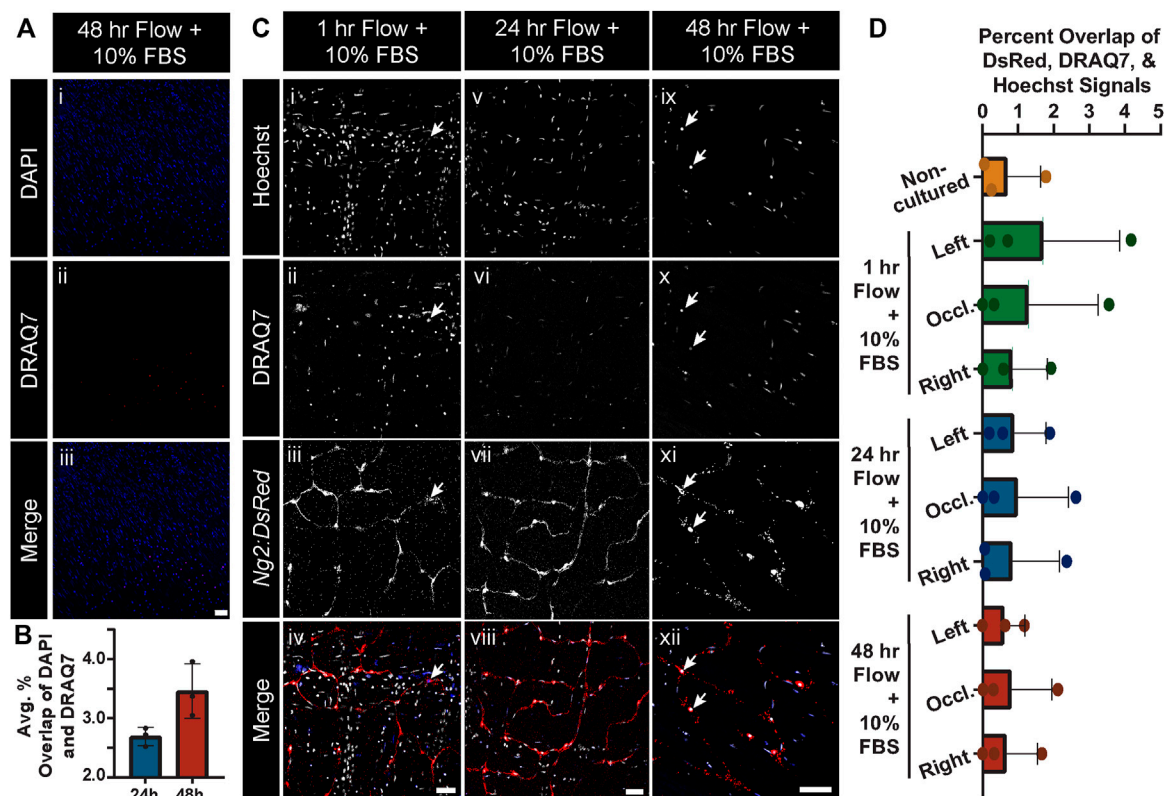 A
48 hr Flow +
10% FBS
i
DAPI
ii
DRAQ7
iii
Merge
B
Avg. %
Overlap of DAPI
and DRAQ7
4.0
3.0
2.0
24h
48h
C
1 hr Flow +
10% FBS
24 hr Flow +
10% FBS
48 hr Flow +
10% FBS
Hoechst
i
v
ix
DRAQ7
ii
vi
x
Ng2:DsRed
iii
vii
xi
Merge
iv
viii
xii
D
Percent Overlap of
DsRed, DRAQ7, &
Hoechst Signals
0 1 2 3 4 5
Non-
cultured
1 hr
Flow
+
10%
FBS
Left
Occl.
Right
24 hr
Flow
+
10%
FBS
Left
Occl.
Right
48 hr
Flow
+
10%
FBS
Left
Occl.
Right